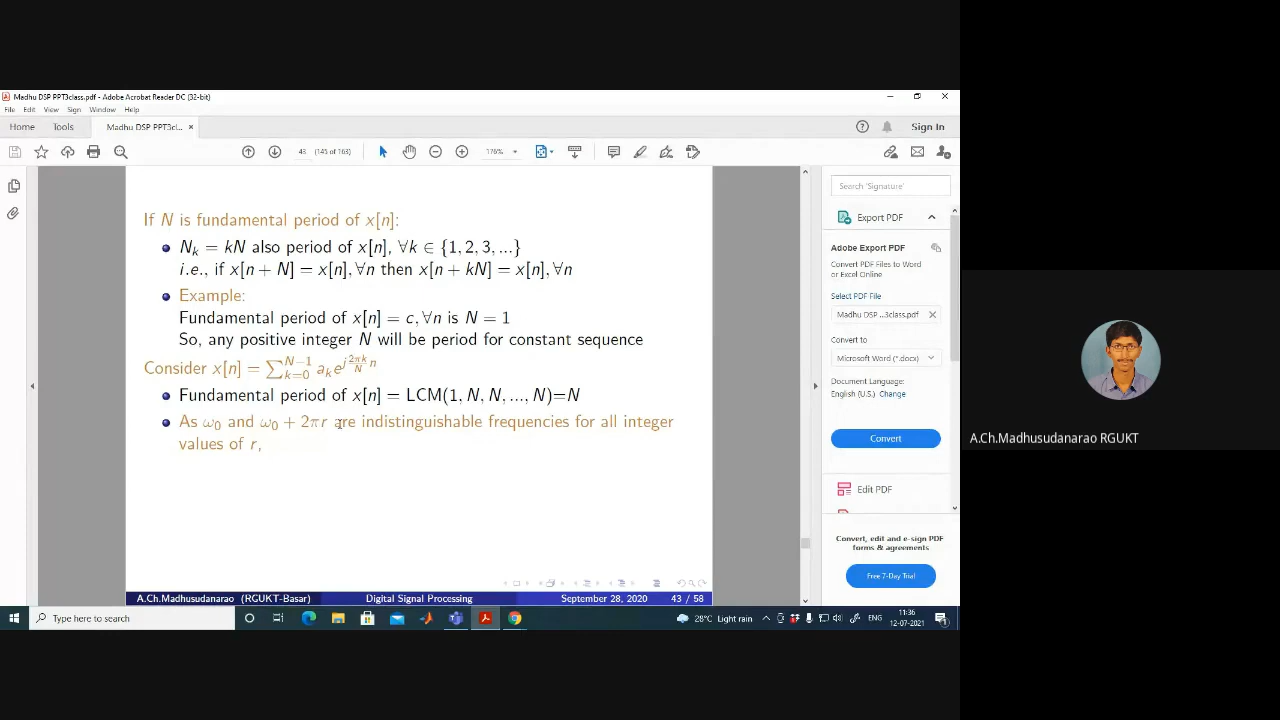 Madhu DSP PPT3class.pdf - Adobe Acrobat Reader DC (32-bit)
File Edit View Sign Window Help
Home Tools Madhu DSP PPT3cl... × Sign In
43 (145 of 163) 176%
If N is fundamental period of x[n]:
N_k = kN also period of x[n], ∀k ∈ {1, 2, 3, ...}
i.e., if x[n + N] = x[n], ∀n then x[n + kN] = x[n], ∀n
Example:
Fundamental period of x[n] = c, ∀n is N = 1
So, any positive integer N will be period for constant sequence
Consider x[n] = ∑_{k=0}^{N−1} a_k e^{j\frac{2πk}{N}n}
Fundamental period of x[n] = LCM(1, N, N, ..., N)=N
As ω₀ and ω₀ + 2πr are indistinguishable frequencies for all integer
values of r,
A.Ch.Madhusudanarao (RGUKT-Basar) Digital Signal Processing September 28, 2020 43 / 58
Search 'Signature'
Export PDF
Adobe Export PDF
Convert PDF Files to Word
or Excel Online
Select PDF File
Madhu DSP ...3class.pdf ×
Convert to
Microsoft Word (*.docx)
Document Language:
English (U.S.) Change
Convert
Edit PDF
Convert, edit and e-sign PDF
forms & agreements
Free 7-Day Trial
Type here to search
28°C Light rain ENG 11:36
12-07-2021
A.Ch.Madhusudanarao RGUKT